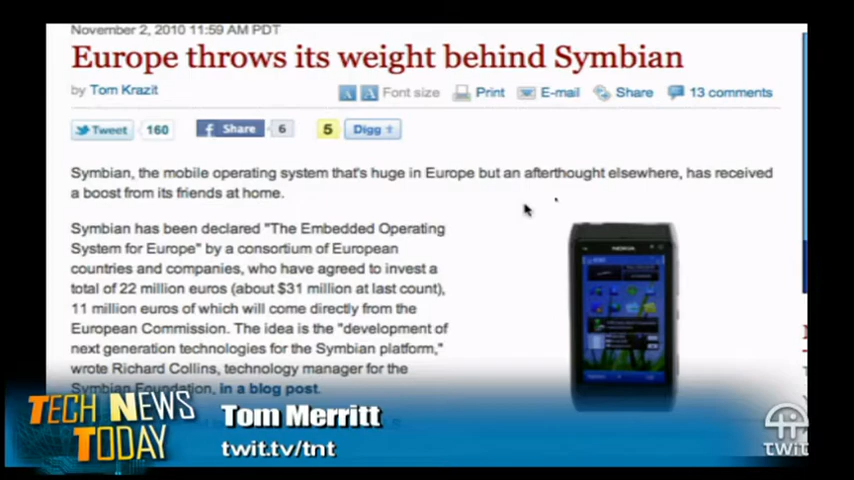 November 2, 2010 11:59 AM PDT
Europe throws its weight behind Symbian
by Tom Krazit
A A Font size Print E-mail Share 13 comments
Tweet 160 Share 6 5 Digg
Symbian, the mobile operating system that's huge in Europe but an afterthought elsewhere, has received
a boost from its friends at home.
Symbian has been declared "The Embedded Operating
System for Europe" by a consortium of European
countries and companies, who have agreed to invest a
total of 22 million euros (about $31 million at last count),
11 million euros of which will come directly from the
European Commission. The idea is the "development of
next generation technologies for the Symbian platform,"
wrote Richard Collins, technology manager for the
Symbian Foundation, in a blog post.
NOKIA
TECH NEWS
TODAY
Tom Merritt
twit.tv/tnt
TWiT